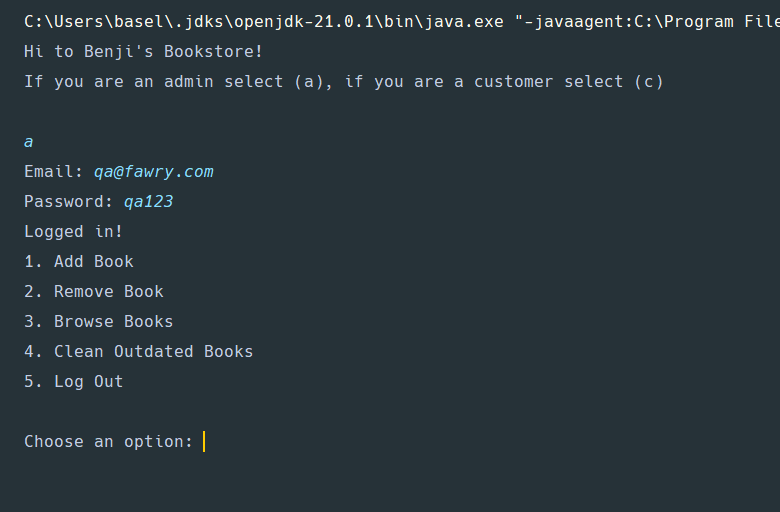 C:\Users\basel\.jdks\openjdk-21.0.1\bin\java.exe "-javaagent:C:\Program File
Hi to Benji's Bookstore!
If you are an admin select (a), if you are a customer select (c)
a
Email: qa@fawry.com
Password: qa123
Logged in!
1. Add Book
2. Remove Book
3. Browse Books
4. Clean Outdated Books
5. Log Out
Choose an option: